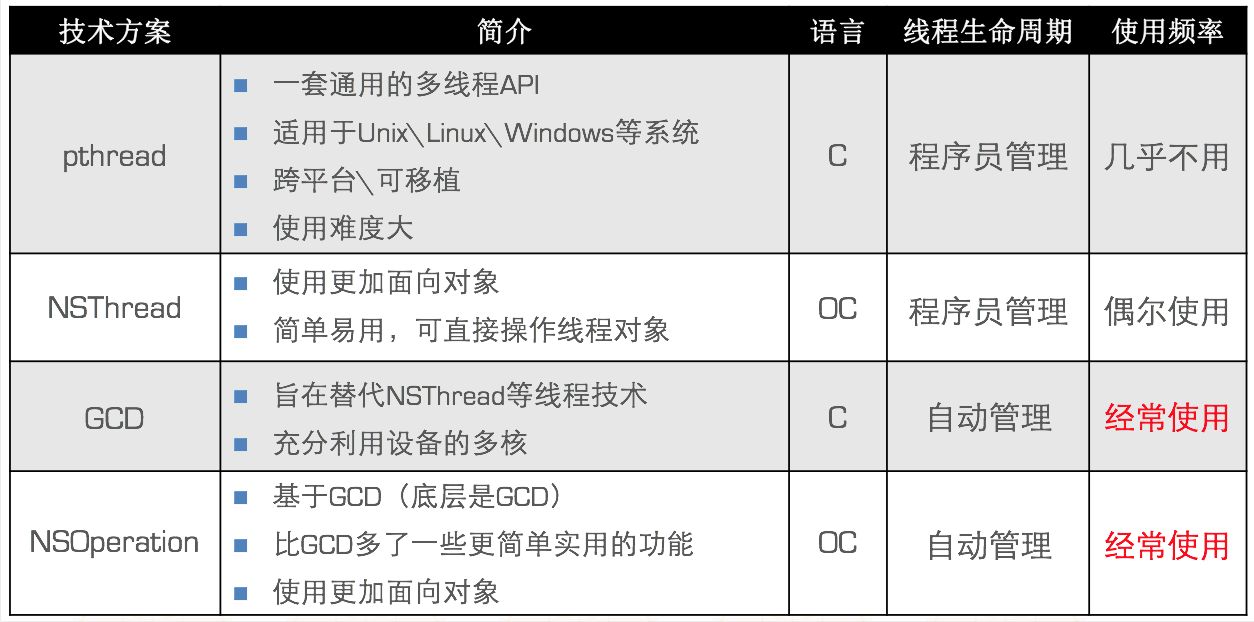 技术方案 简介 语言 线程生命周期 使用频率
pthread
一套通用的多线程API
适用于Unix\Linux\Windows等系统
跨平台\可移植
使用难度大
C
程序员管理
几乎不用
NSThread
使用更加面向对象
简单易用，可直接操作线程对象
OC
程序员管理
偶尔使用
GCD
旨在替代NSThread等线程技术
充分利用设备的多核
C
自动管理
经常使用
NSOperation
基于GCD（底层是GCD）
比GCD多了一些更简单实用的功能
使用更加面向对象
OC
自动管理
经常使用